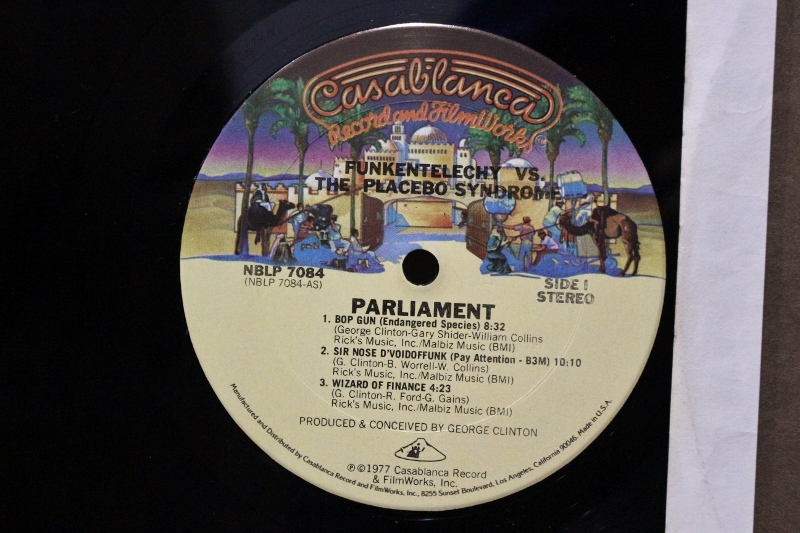 Casablanca
Record and FilmWorks
FUNKENTELECHY VS.
THE PLACEBO SYNDROME
NBLP 7084
(NBLP 7084-AS)
SIDE I
STEREO
PARLIAMENT
1. BOP GUN (Endangered Species) 8:32
(George Clinton-Gary Shider-William Collins
Rick's Music, Inc./Malbiz Music (BMI)
2. SIR NOSE D'VOIDOFFUNK (Pay Attention - B3M) 10:10
(G. Clinton-B. Worrell-W. Collins)
Rick's Music, Inc./Malbiz Music (BMI)
3. WIZARD OF FINANCE 4:23
(G. Clinton-R. Ford-G. Gains)
Rick's Music, Inc./Malbiz Music (BMI)
PRODUCED & CONCEIVED BY GEORGE CLINTON
℗©1977 Casablanca Record
& FilmWorks, Inc.
Manufactured and Distributed by Casablanca Record and FilmWorks, Inc., 8255 Sunset Boulevard, Los Angeles, California 90046. Made in U.S.A.